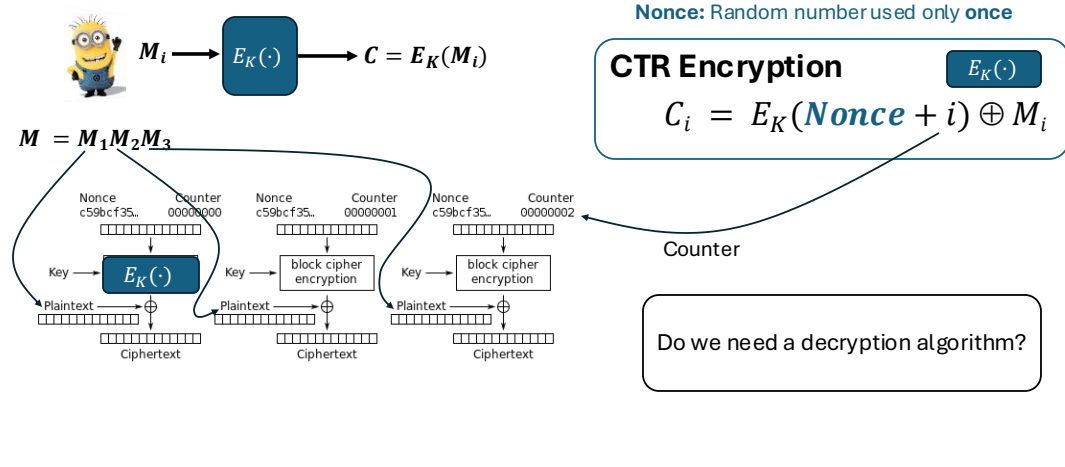 Nonce: Random number used only once
M_i
E_K(·)
C = E_K(M_i)
CTR Encryption
E_K(·)
C_i = E_K(Nonce + i) ⊕ M_i
M = M_1M_2M_3
Nonce Counter Nonce Counter Nonce Counter
c59bcf35… 00000000 c59bcf35… 00000001 c59bcf35… 00000002
Counter
Key E_K(·) Key block cipher encryption Key block cipher encryption
Plaintext Plaintext Plaintext
Ciphertext Ciphertext Ciphertext
Do we need a decryption algorithm?